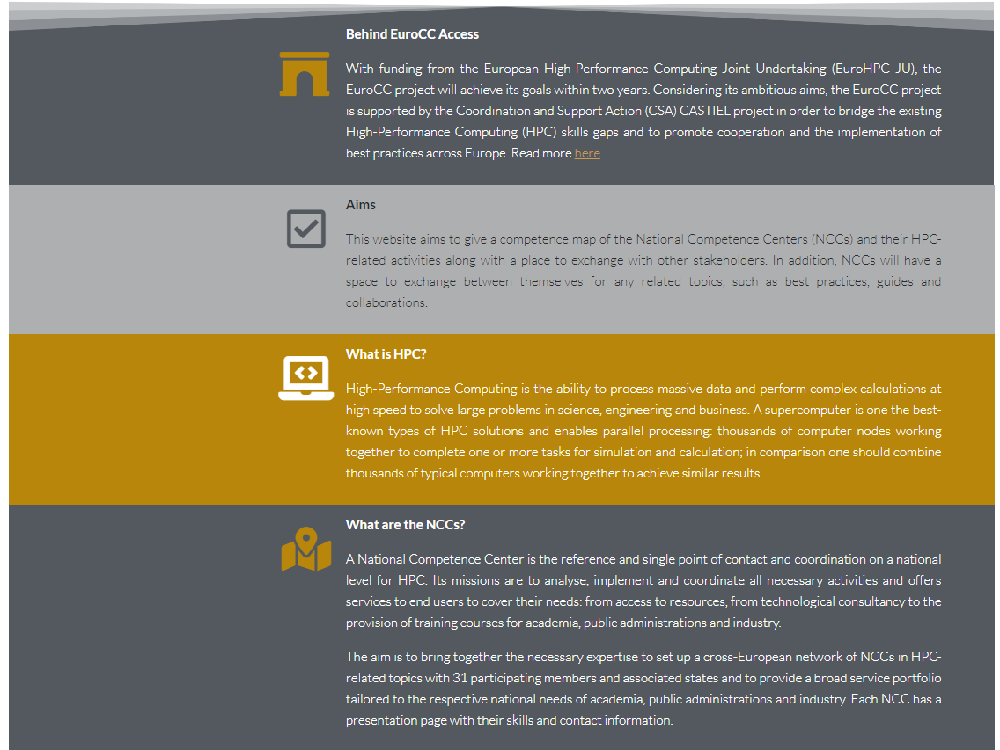 Behind EuroCC Access
With funding from the European High-Performance Computing Joint Undertaking (EuroHPC JU), the
EuroCC project will achieve its goals within two years. Considering its ambitious aims, the EuroCC project
is supported by the Coordination and Support Action (CSA) CASTIEL project in order to bridge the existing
High-Performance Computing (HPC) skills gaps and to promote cooperation and the implementation of
best practices across Europe. Read more here.
Aims
This website aims to give a competence map of the National Competence Centers (NCCs) and their HPC-
related activities along with a place to exchange with other stakeholders. In addition, NCCs will have a
space to exchange between themselves for any related topics, such as best practices, guides and
collaborations.
What is HPC?
High-Performance Computing is the ability to process massive data and perform complex calculations at
high speed to solve large problems in science, engineering and business. A supercomputer is one the best-
known types of HPC solutions and enables parallel processing: thousands of computer nodes working
together to complete one or more tasks for simulation and calculation; in comparison one should combine
thousands of typical computers working together to achieve similar results.
What are the NCCs?
A National Competence Center is the reference and single point of contact and coordination on a national
level for HPC. Its missions are to analyse, implement and coordinate all necessary activities and offers
services to end users to cover their needs: from access to resources, from technological consultancy to the
provision of training courses for academia, public administrations and industry.
The aim is to bring together the necessary expertise to set up a cross-European network of NCCs in HPC-
related topics with 31 participating members and associated states and to provide a broad service portfolio
tailored to the respective national needs of academia, public administrations and industry. Each NCC has a
presentation page with their skills and contact information.